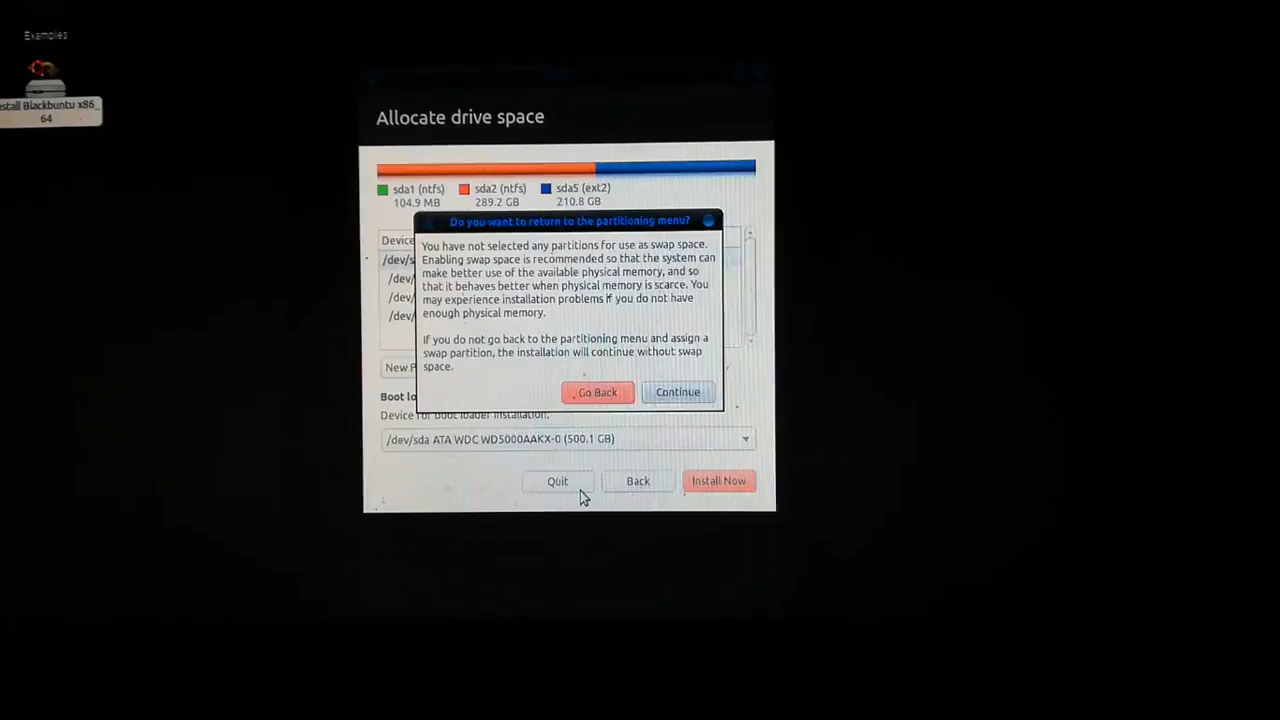 Examples
stall Blackbuntu x86_
64
Allocate drive space
sda1 (ntfs)
104.9 MB
sda2 (ntfs)
289.2 GB
sda5 (ext2)
210.8 GB
Do you want to return to the partitioning menu?
Device
/dev/s
/dev/
/dev/
/dev/
You have not selected any partitions for use as swap space.
Enabling swap space is recommended so that the system can
make better use of the available physical memory, and so
that it behaves better when physical memory is scarce. You
may experience installation problems if you do not have
enough physical memory.
If you do not go back to the partitioning menu and assign a
swap partition, the installation will continue without swap
space.
New P
Go Back
Continue
Boot lo
Device for boot loader installation:
/dev/sda ATA WDC WD5000AAKX-0 (500.1 GB)
Quit
Back
Install Now